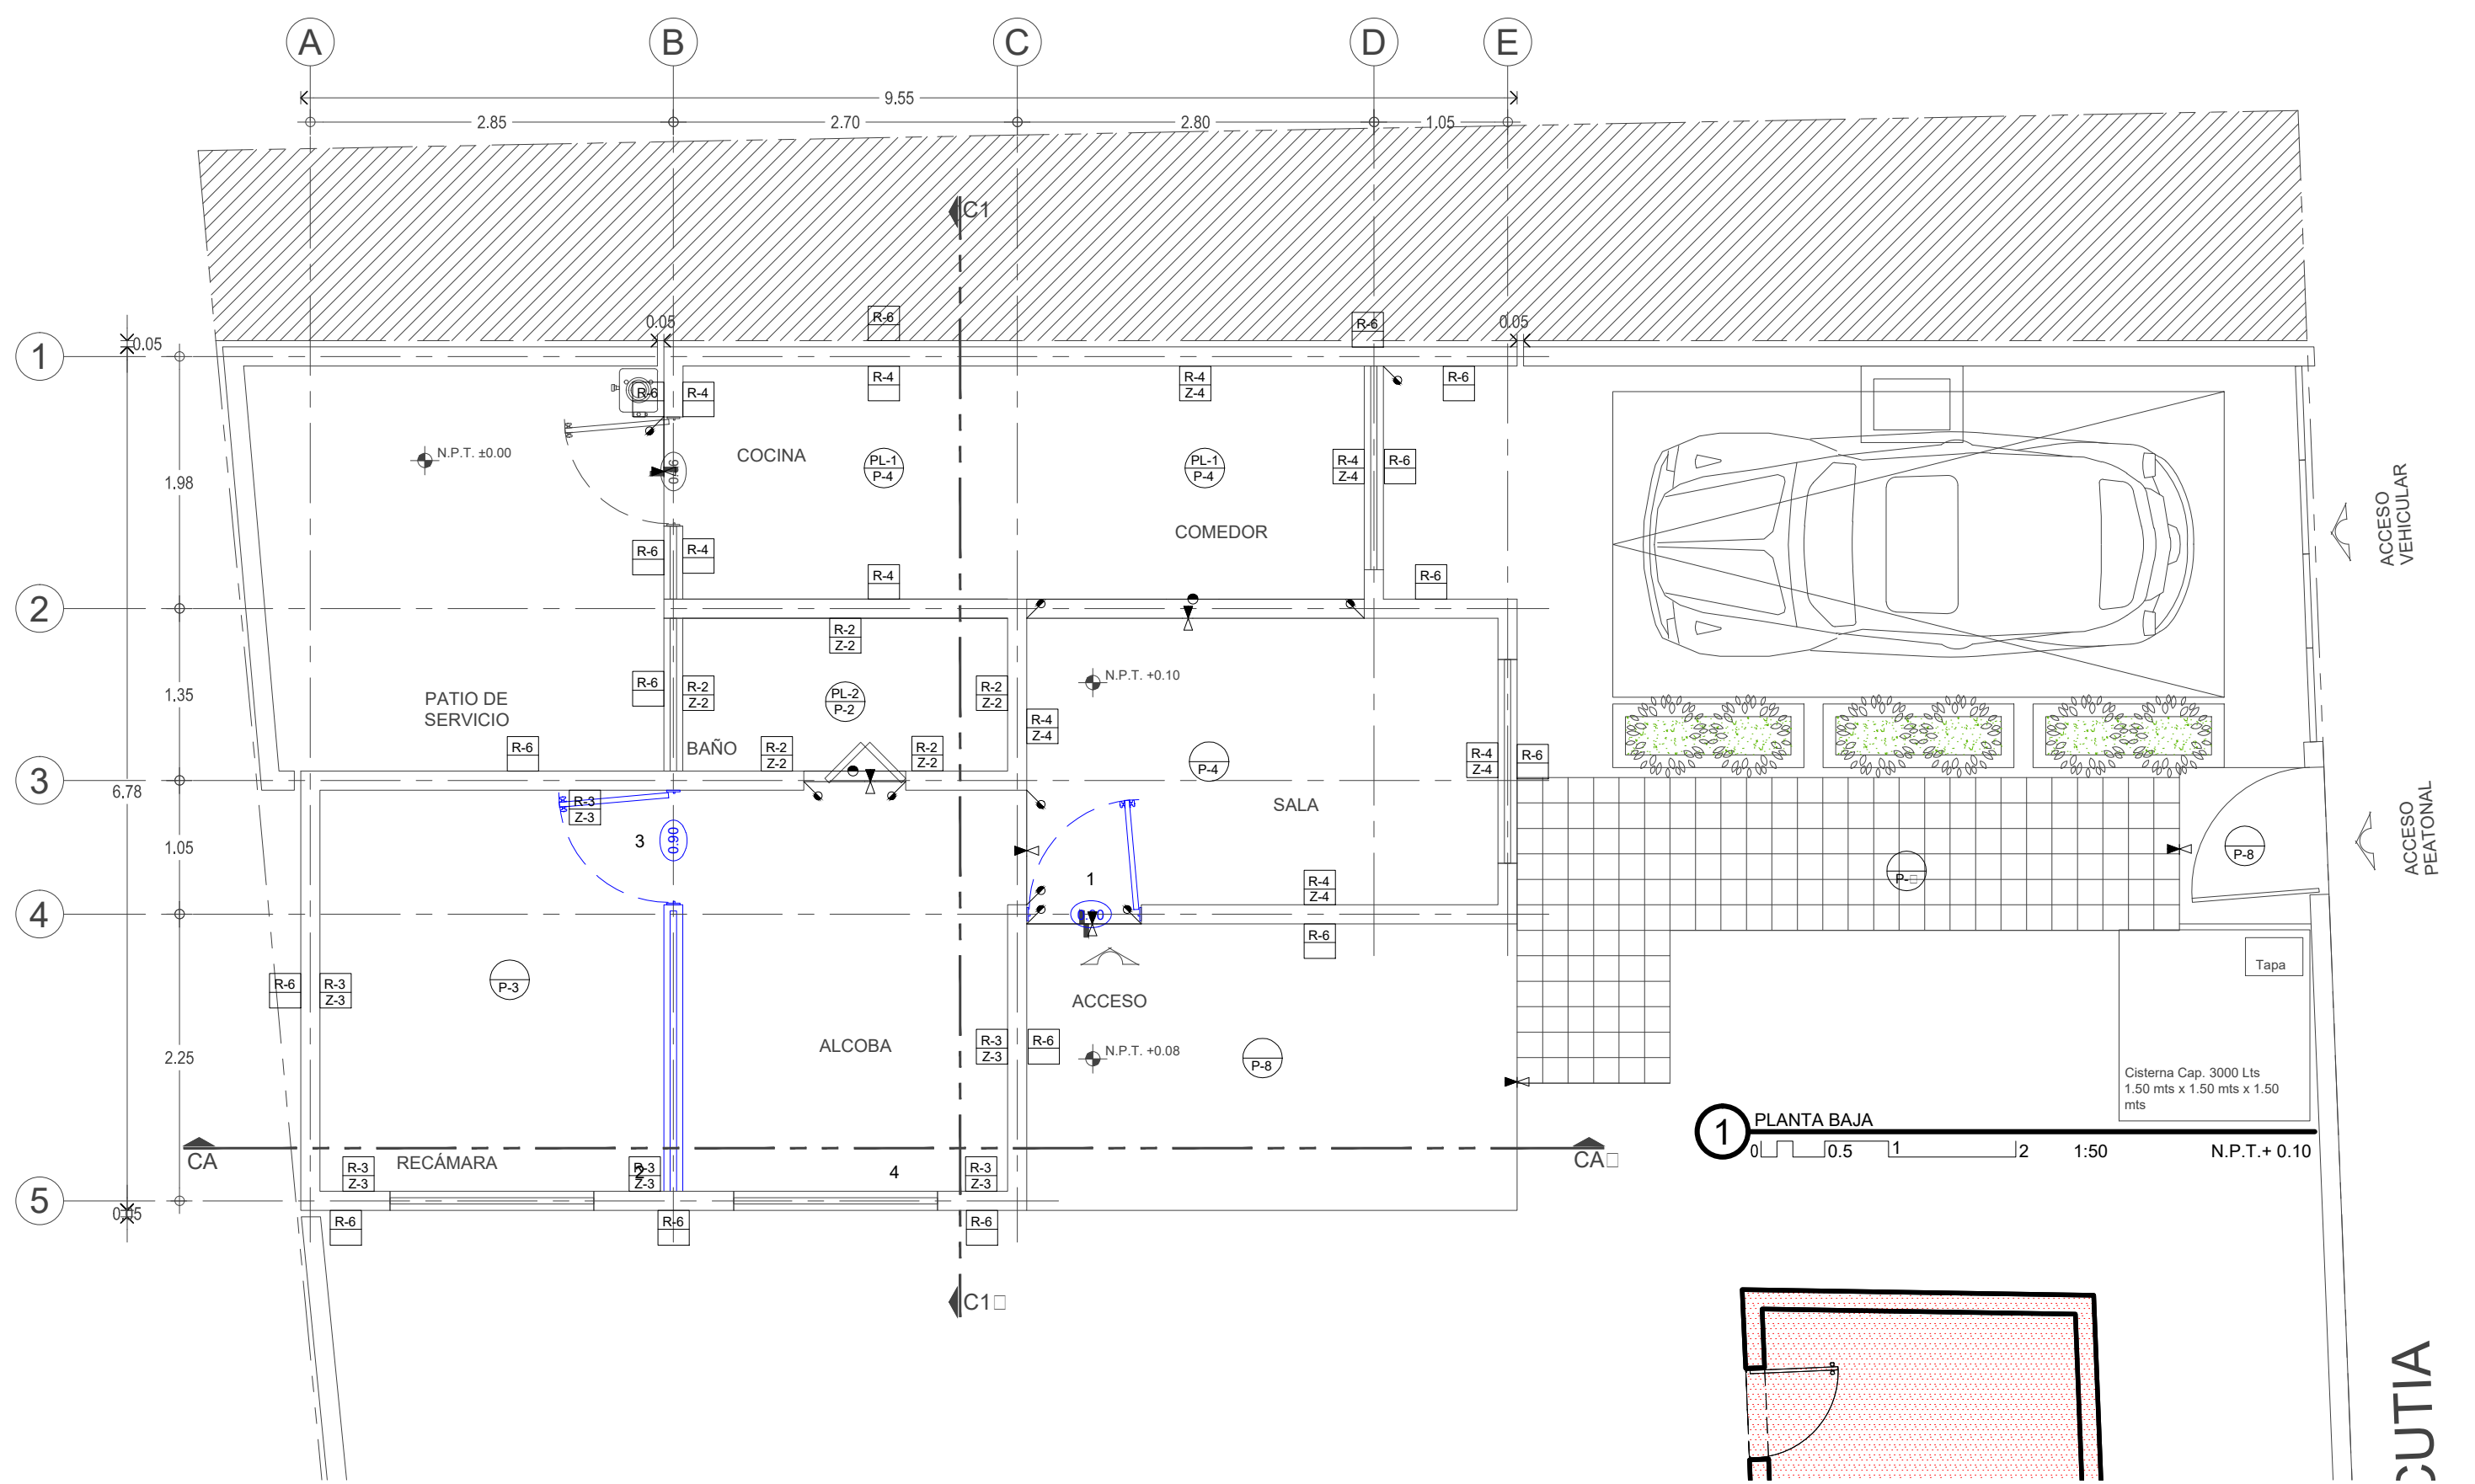 A B C D E
9.55
2.85 2.70 2.80 1.05
C1
R-6 R-6
0.05 0.05 0.05
1
R-6 R-4 R-4 R-4 R-6
Z-4
N.P.T. ±0.00
COCINA
PL-1 PL-1 R-4 R-6
P-4 P-4 Z-4
1.98
COMEDOR
ACCESO
VEHICULAR
R-6 R-4
R-4 R-6
2
R-2
Z-2
R-6 R-2 PL-2 R-2 N.P.T. +0.10
Z-2 P-2 Z-2
1.35
PATIO DE
SERVICIO
R-4
Z-4
R-6 BAÑO R-2 R-2 R-4 R-6
Z-2 Z-2 Z-4
P-4
3
6.78
R-3
Z-3
SALA
3 0.90
1.05
P-8
ACCESO
PEATONAL
1
R-4
Z-4
4
R-6
Tapa
R-6 R-3 P-3
Z-3
ACCESO
ALCOBA
R-3 R-6 N.P.T. +0.08
Z-3
P-8
2.25
Cisterna Cap. 3000 Lts
1.50 mts x 1.50 mts x 1.50
mts
1 PLANTA BAJA
0 0.5 1 2 1:50 N.P.T.+ 0.10
CA CA
RECÁMARA
R-3 R-3 4 R-3
Z-3 Z-3 Z-3
2
5
0.05
R-6 R-6 R-6
C1
CUTIA